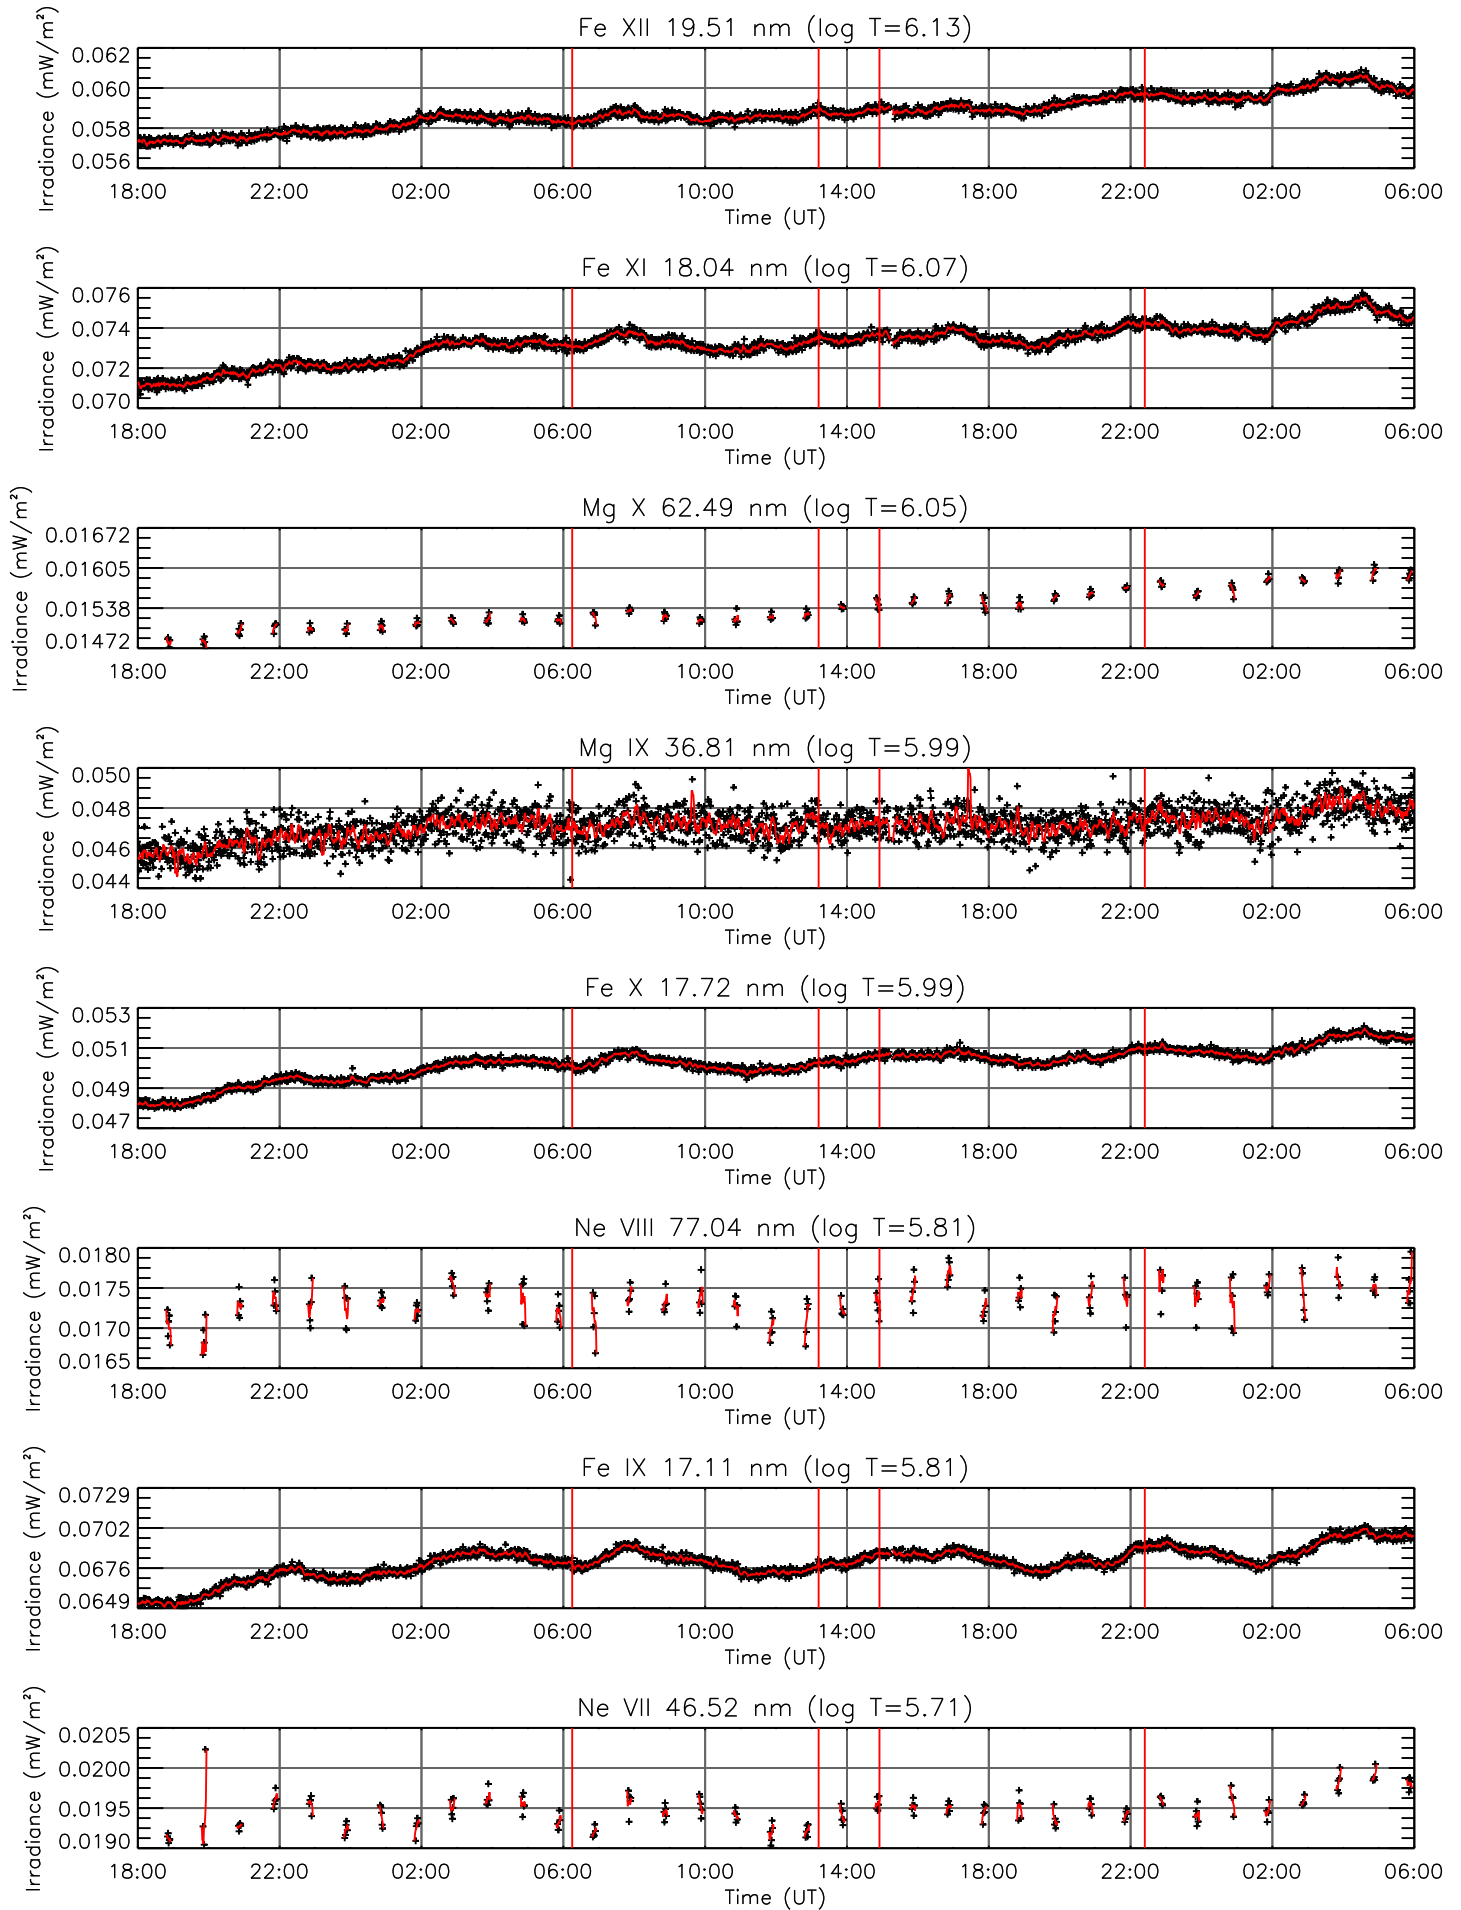 Fe XII 19.51 nm (log T=6.13)
Irradiance (mW/m²)
0.062
0.060
0.058
0.056
18:00 22:00 02:00 06:00 10:00 14:00 18:00 22:00 02:00 06:00
Time (UT)
Fe XI 18.04 nm (log T=6.07)
Irradiance (mW/m²)
0.076
0.074
0.072
0.070
18:00 22:00 02:00 06:00 10:00 14:00 18:00 22:00 02:00 06:00
Time (UT)
Mg X 62.49 nm (log T=6.05)
Irradiance (mW/m²)
0.01672
0.01605
0.01538
0.01472
18:00 22:00 02:00 06:00 10:00 14:00 18:00 22:00 02:00 06:00
Time (UT)
Mg IX 36.81 nm (log T=5.99)
Irradiance (mW/m²)
0.050
0.048
0.046
0.044
18:00 22:00 02:00 06:00 10:00 14:00 18:00 22:00 02:00 06:00
Time (UT)
Fe X 17.72 nm (log T=5.99)
Irradiance (mW/m²)
0.053
0.051
0.049
0.047
18:00 22:00 02:00 06:00 10:00 14:00 18:00 22:00 02:00 06:00
Time (UT)
Ne VIII 77.04 nm (log T=5.81)
Irradiance (mW/m²)
0.0180
0.0175
0.0170
0.0165
18:00 22:00 02:00 06:00 10:00 14:00 18:00 22:00 02:00 06:00
Time (UT)
Fe IX 17.11 nm (log T=5.81)
Irradiance (mW/m²)
0.0729
0.0702
0.0676
0.0649
18:00 22:00 02:00 06:00 10:00 14:00 18:00 22:00 02:00 06:00
Time (UT)
Ne VII 46.52 nm (log T=5.71)
Irradiance (mW/m²)
0.0205
0.0200
0.0195
0.0190
18:00 22:00 02:00 06:00 10:00 14:00 18:00 22:00 02:00 06:00
Time (UT)